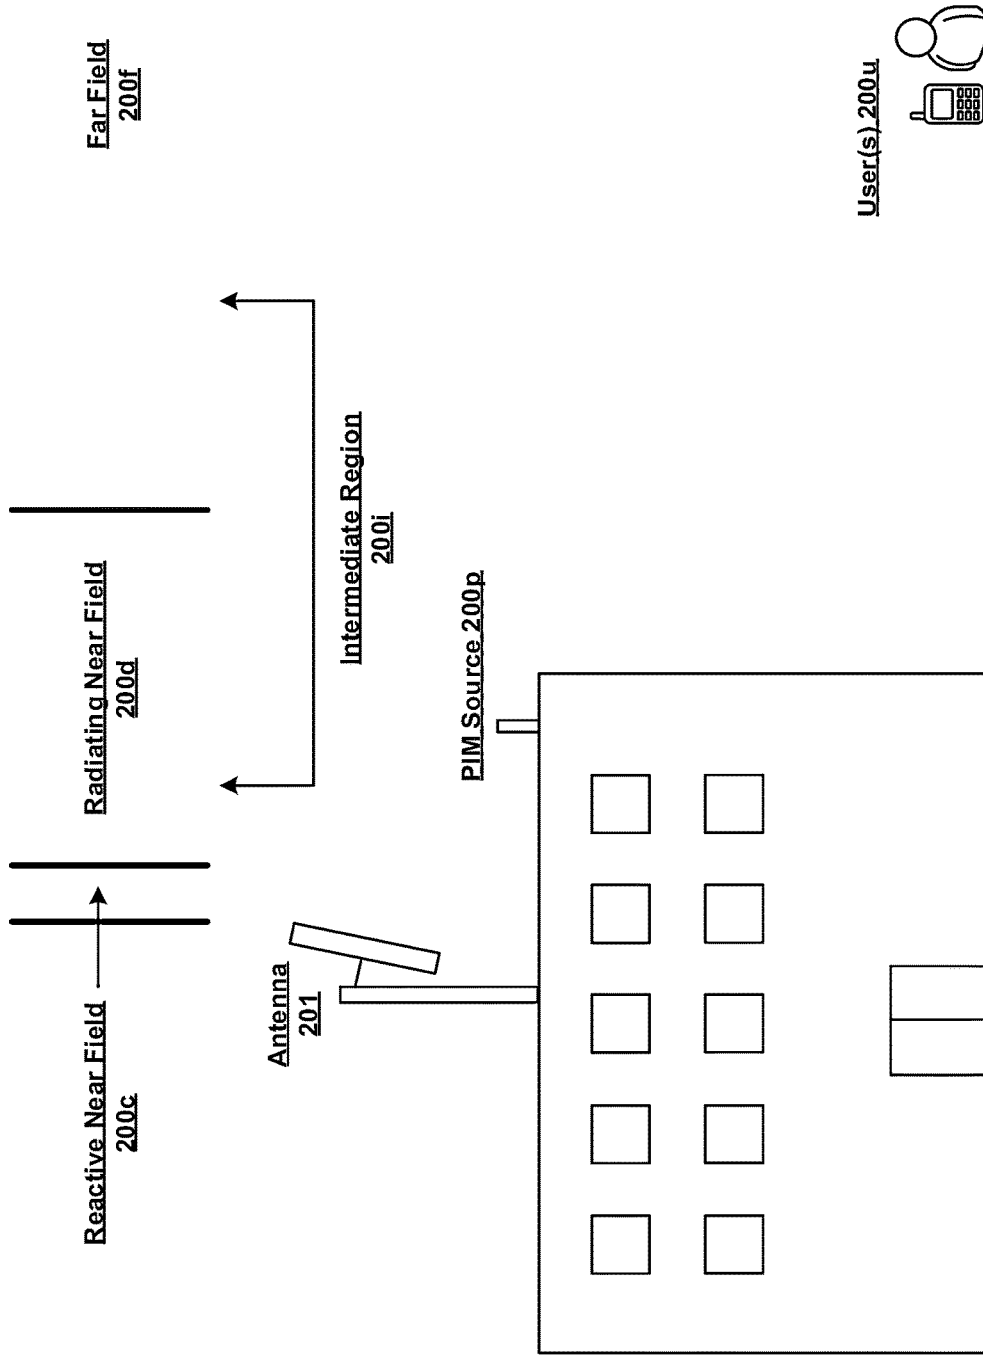 Reactive Near Field
200c
Radiating Near Field
200d
Far Field
200f
Intermediate Region
200i
Antenna
201
PIM Source 200p
User(s) 200u